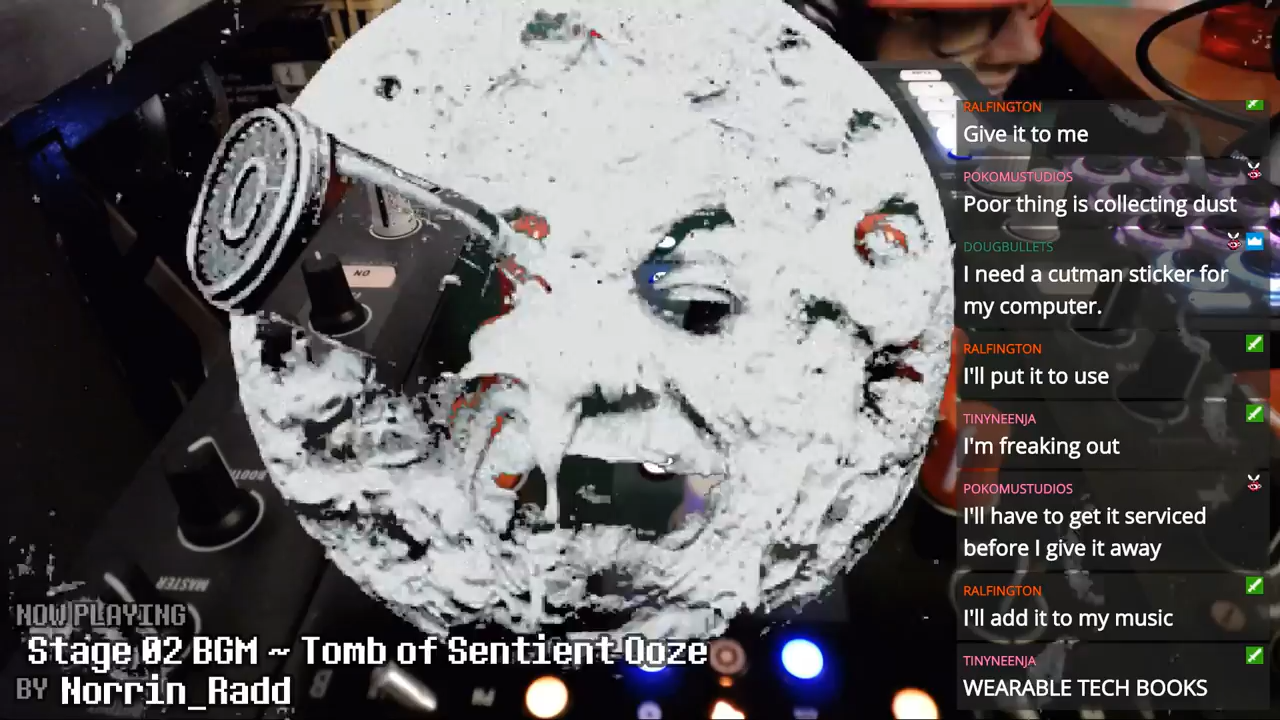 RALFINGTON
Give it to me
POKOMUSTUDIOS
Poor thing is collecting dust
DOUGBULLETS
I need a cutman sticker for
my computer.
RALFINGTON
I'll put it to use
TINYNEENJA
I'm freaking out
POKOMUSTUDIOS
I'll have to get it serviced
before I give it away
RALFINGTON
I'll add it to my music
TINYNEENJA
WEARABLE TECH BOOKS
NO
BOOTH
MASTER
NOW PLAYING
Stage 02 BGM ~ Tomb of Sentient Ooze
BY Norrin_Radd